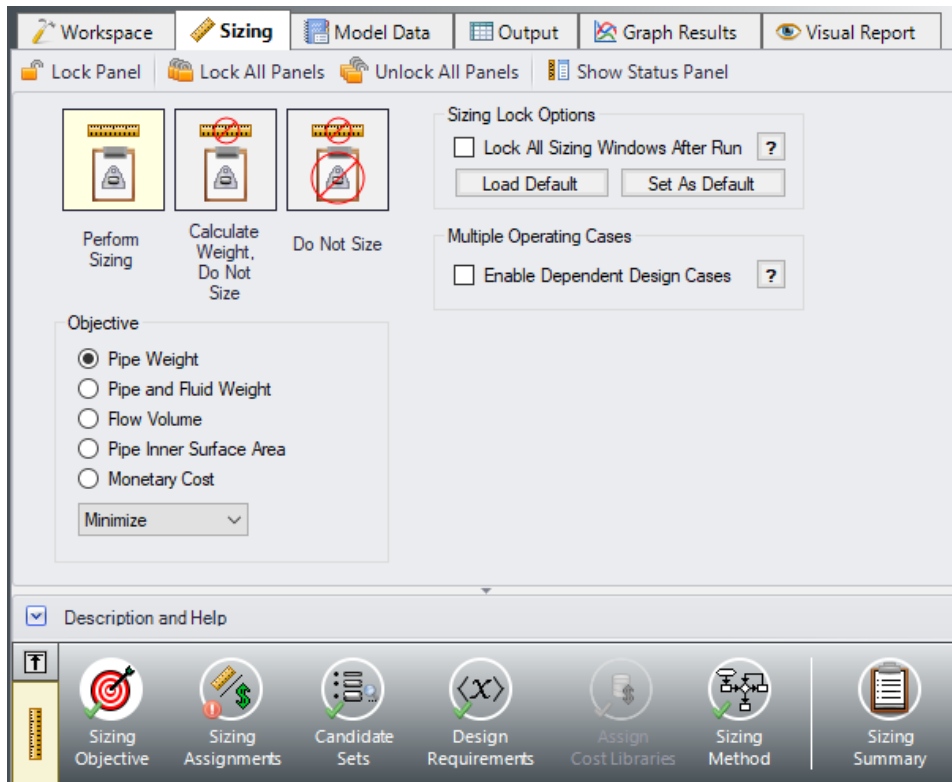 Workspace Sizing Model Data Output Graph Results Visual Report
Lock Panel Lock All Panels Unlock All Panels Show Status Panel
Perform
Sizing
Calculate
Weight,
Do Not
Size
Do Not Size
Sizing Lock Options
Lock All Sizing Windows After Run ?
Load Default Set As Default
Multiple Operating Cases
Enable Dependent Design Cases ?
Objective
Pipe Weight
Pipe and Fluid Weight
Flow Volume
Pipe Inner Surface Area
Monetary Cost
Minimize
Description and Help
Sizing
Objective
Sizing
Assignments
Candidate
Sets
Design
Requirements
Assign
Cost Libraries
Sizing
Method
Sizing
Summary